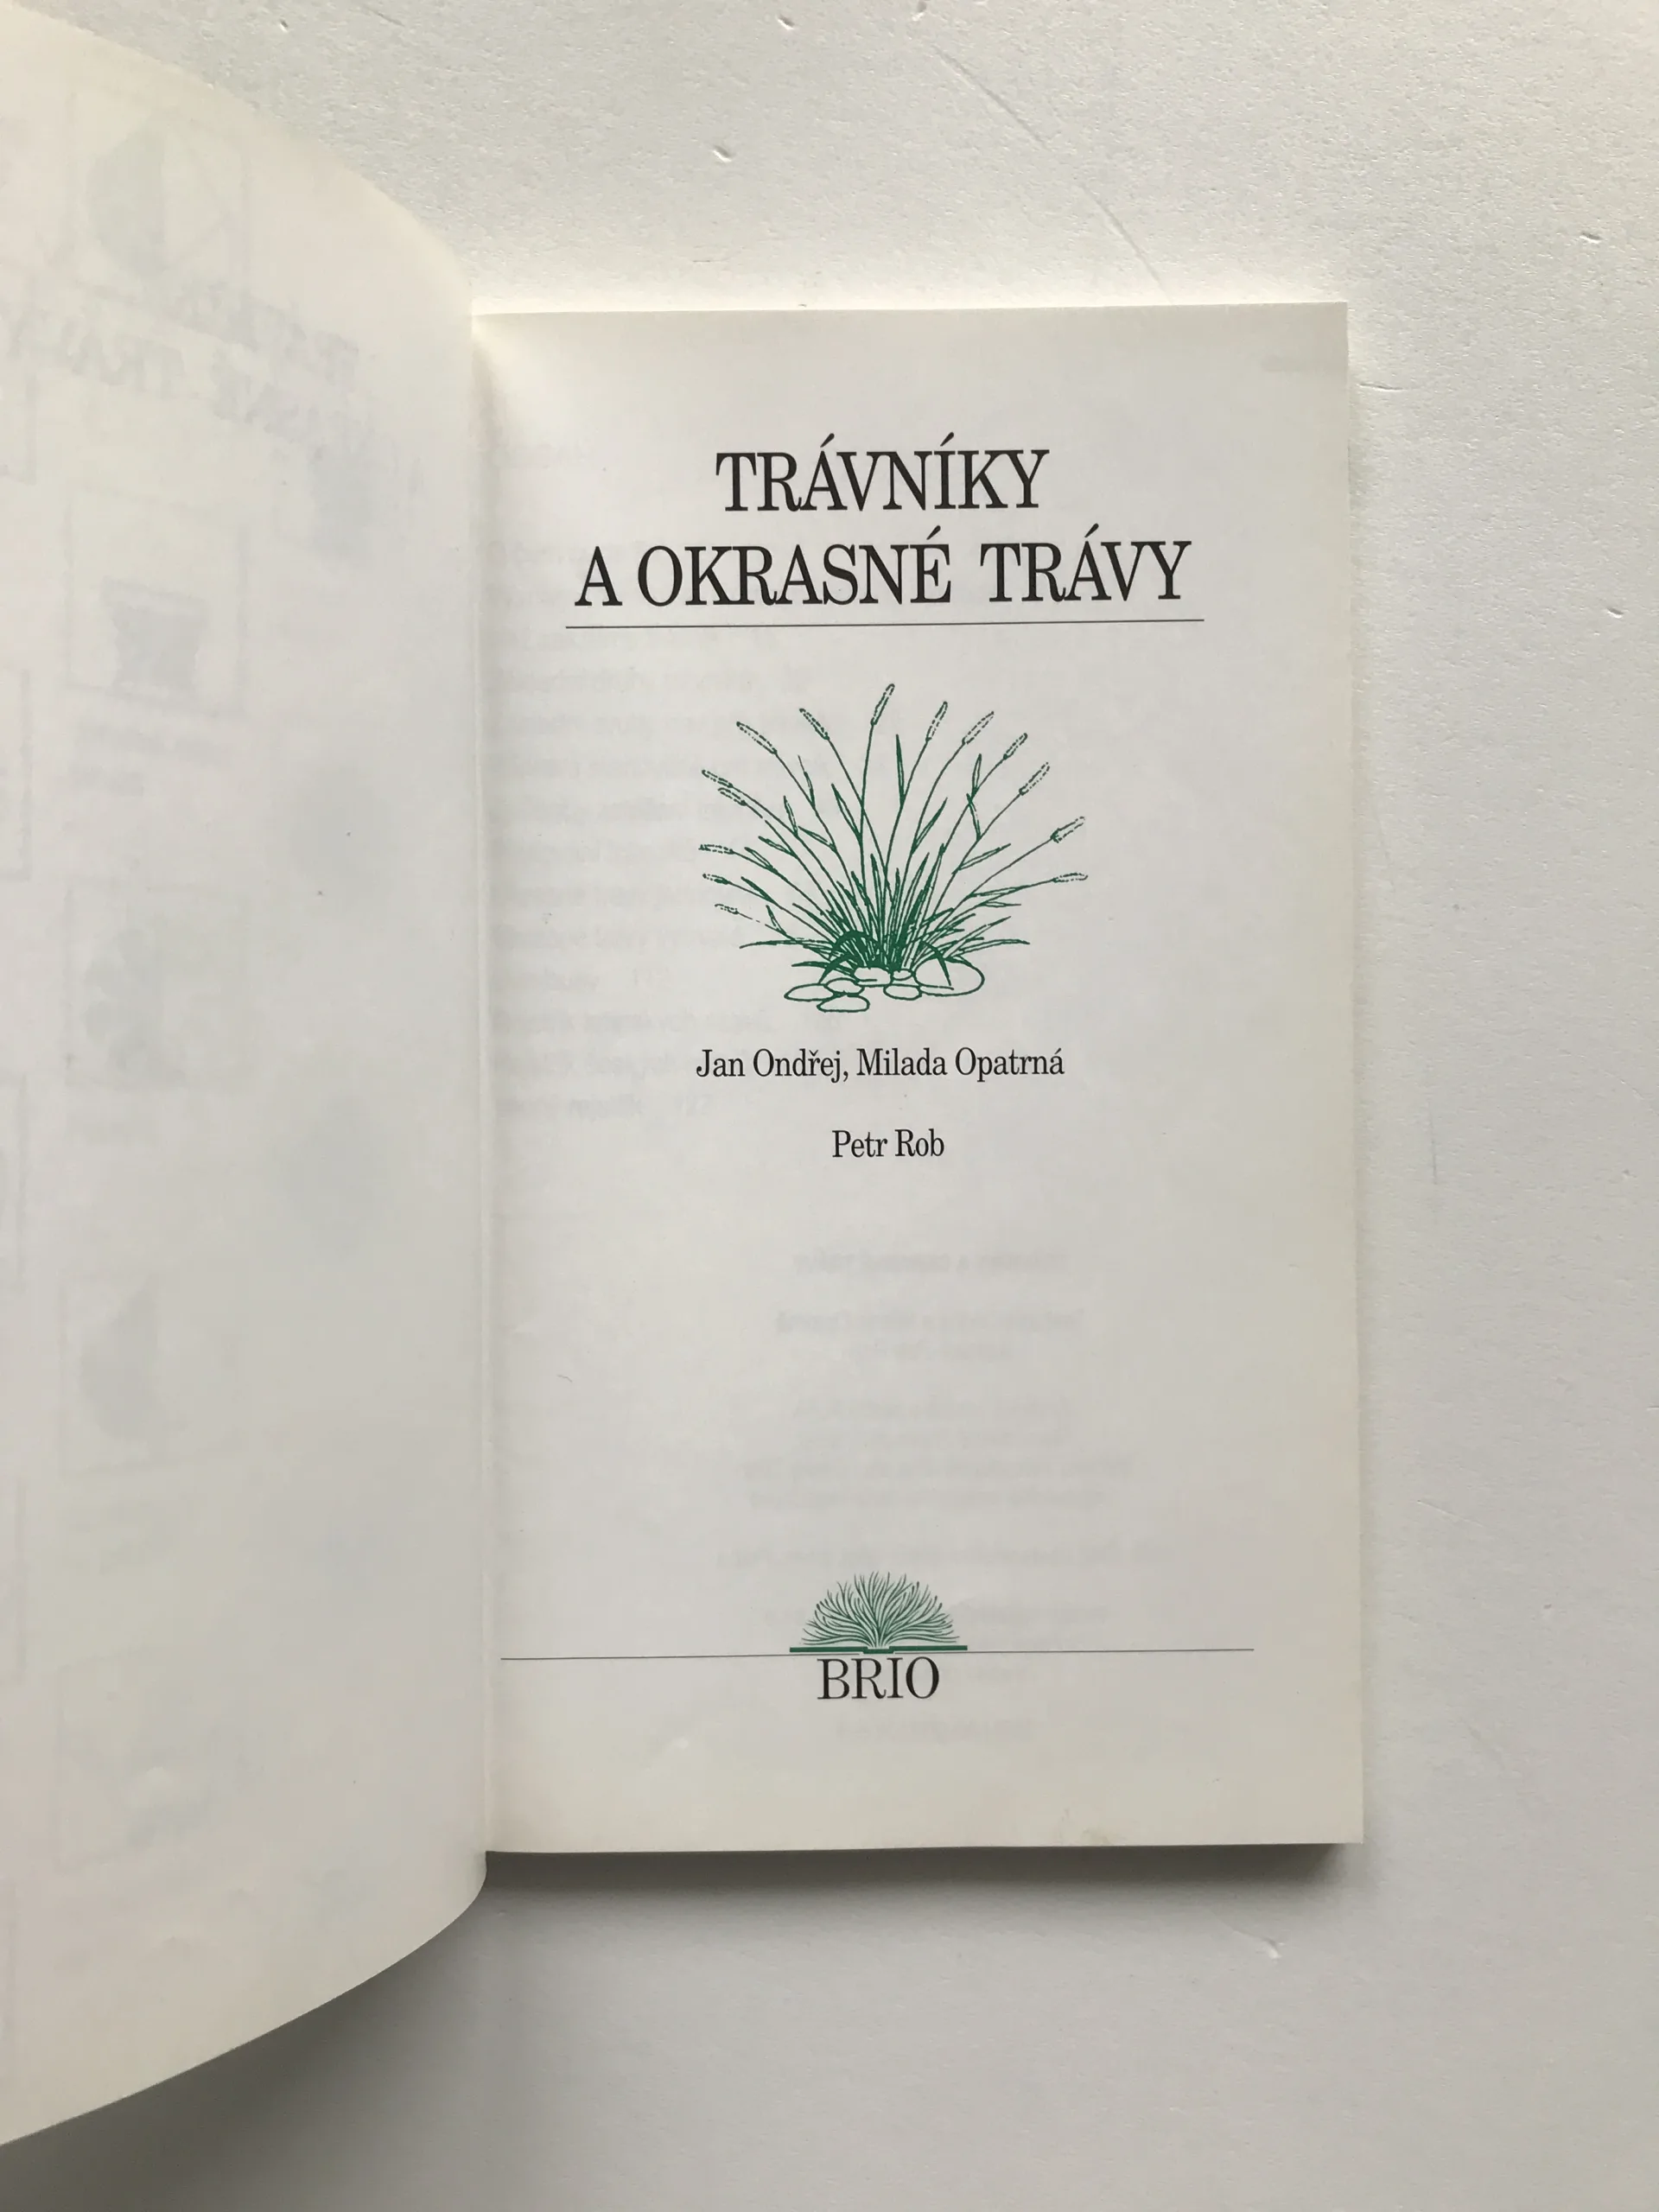 TRÁVNÍKY
A OKRASNÉ TRÁVY
Jan Ondřej, Milada Opatrná
Petr Rob
BRIO